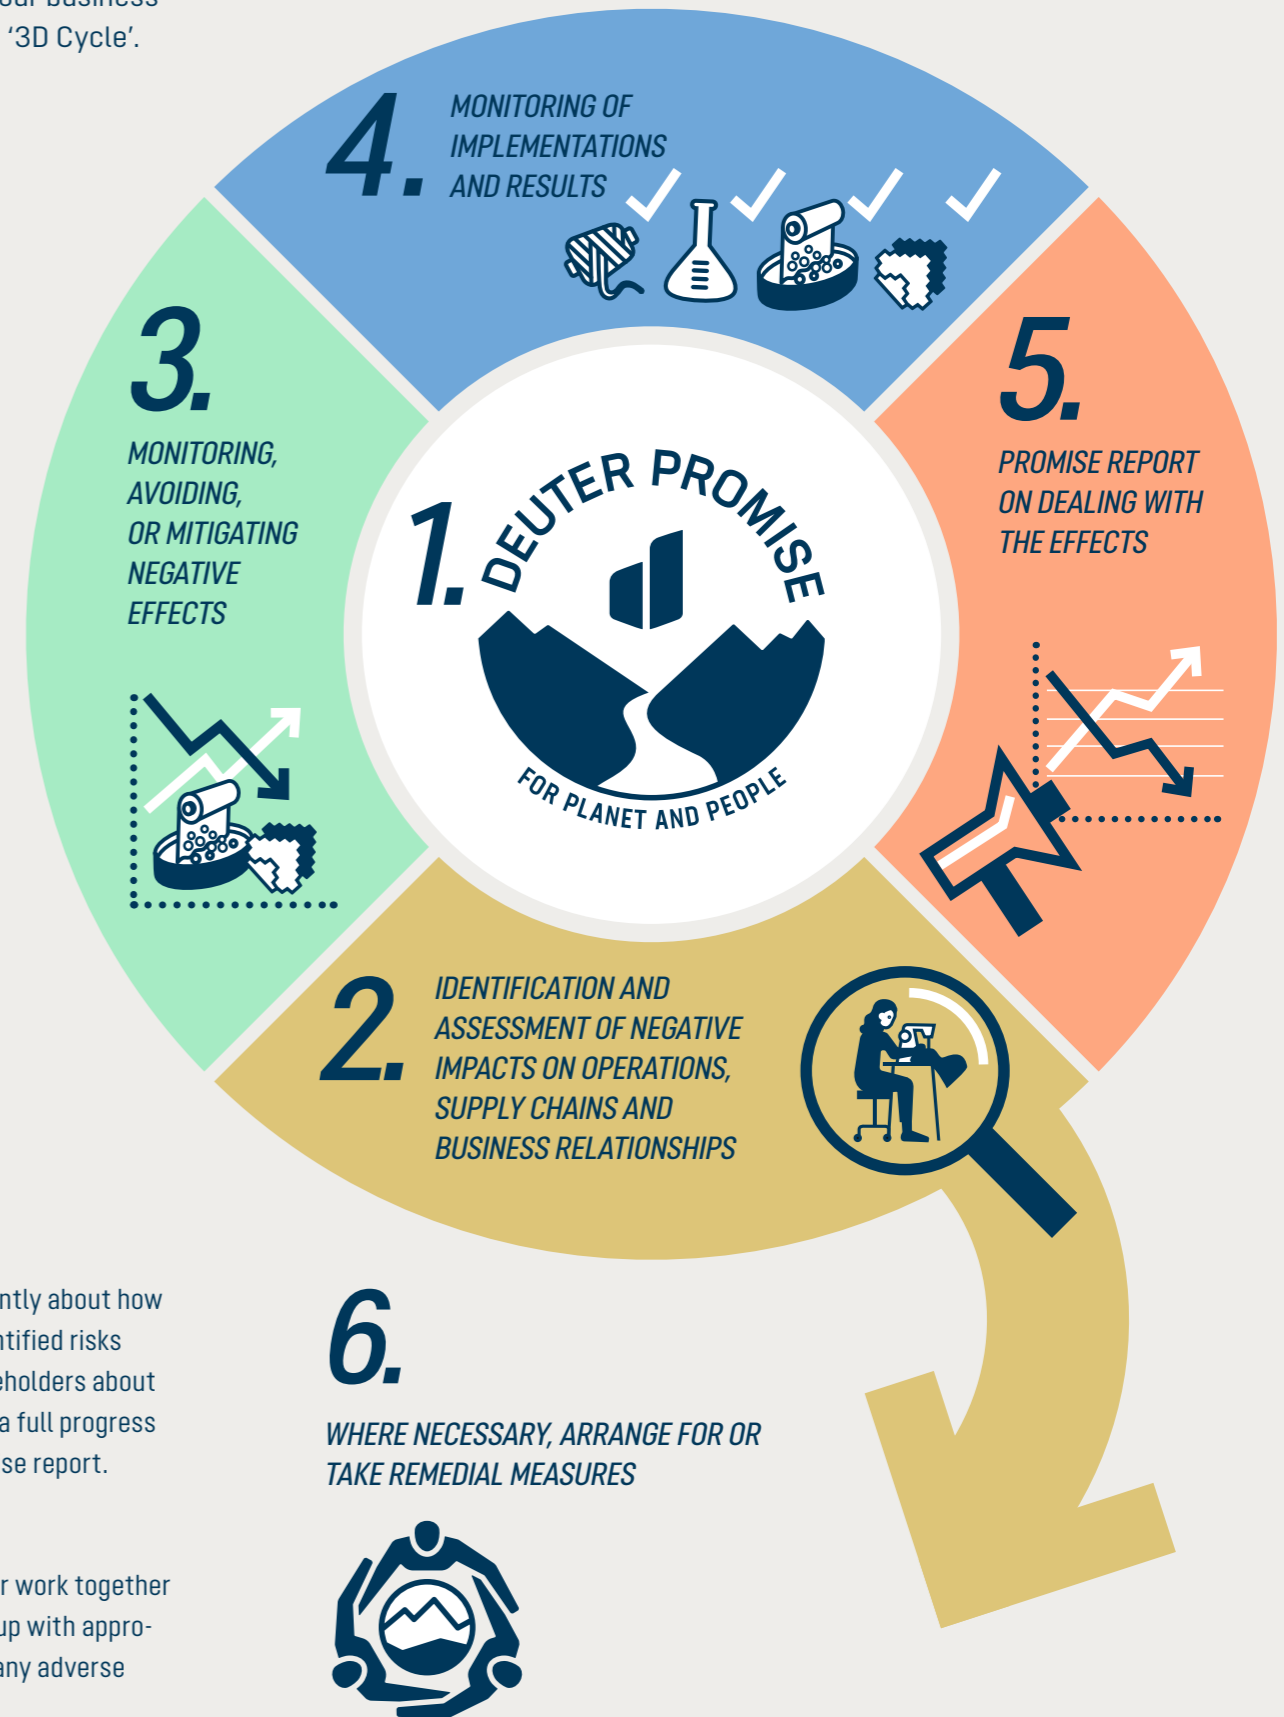 our business
‘3D Cycle’.
4.
MONITORING OF
IMPLEMENTATIONS
AND RESULTS
3.
MONITORING,
AVOIDING,
OR MITIGATING
NEGATIVE
EFFECTS
5.
PROMISE REPORT
ON DEALING WITH
THE EFFECTS
1.
DEUTER PROMISE
FOR PLANET AND PEOPLE
2.
IDENTIFICATION AND
ASSESSMENT OF NEGATIVE
IMPACTS ON OPERATIONS,
SUPPLY CHAINS AND
BUSINESS RELATIONSHIPS
ntly about how
ntified risks
eholders about
a full progress
se report.
6.
WHERE NECESSARY, ARRANGE FOR OR
TAKE REMEDIAL MEASURES
r work together
up with appro-
any adverse